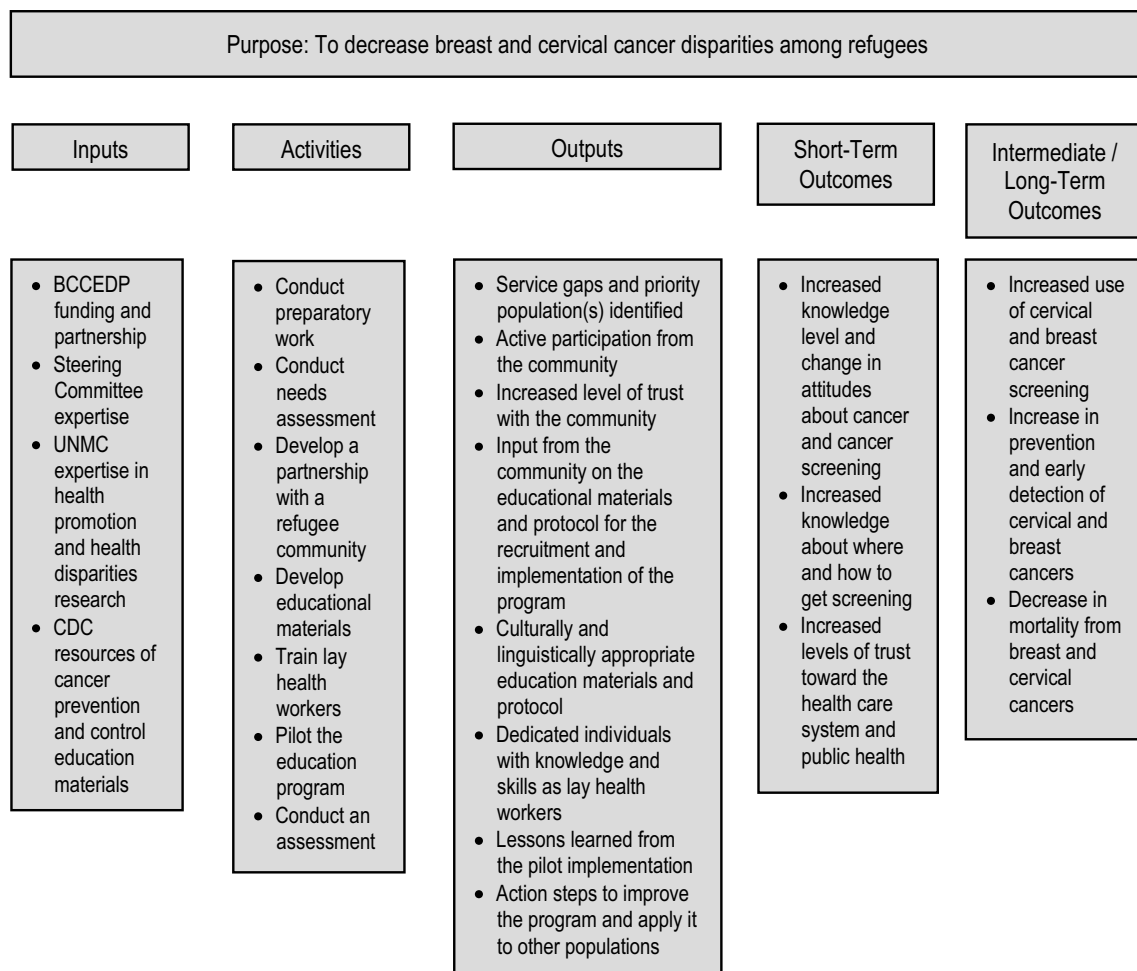 Purpose: To decrease breast and cervical cancer disparities among refugees
Inputs
Activities
Outputs
Short-Term
Outcomes
Intermediate /
Long-Term
Outcomes
• BCCEDP
funding and
partnership
• Steering
Committee
expertise
• UNMC
expertise in
health
promotion
and health
disparities
research
• CDC
resources of
cancer
prevention
and control
education
materials
• Conduct
preparatory
work
• Conduct
needs
assessment
• Develop a
partnership
with a
refugee
community
• Develop
educational
materials
• Train lay
health
workers
• Pilot the
education
program
• Conduct an
assessment
• Service gaps and priority
population(s) identified
• Active participation from
the community
• Increased level of trust
with the community
• Input from the
community on the
educational materials
and protocol for the
recruitment and
implementation of the
program
• Culturally and
linguistically appropriate
education materials and
protocol
• Dedicated individuals
with knowledge and
skills as lay health
workers
• Lessons learned from
the pilot implementation
• Action steps to improve
the program and apply it
to other populations
• Increased
knowledge
level and
change in
attitudes
about cancer
and cancer
screening
• Increased
knowledge
about where
and how to
get screening
• Increased
levels of trust
toward the
health care
system and
public health
• Increased use
of cervical
and breast
cancer
screening
• Increase in
prevention
and early
detection of
cervical and
breast
cancers
• Decrease in
mortality from
breast and
cervical
cancers